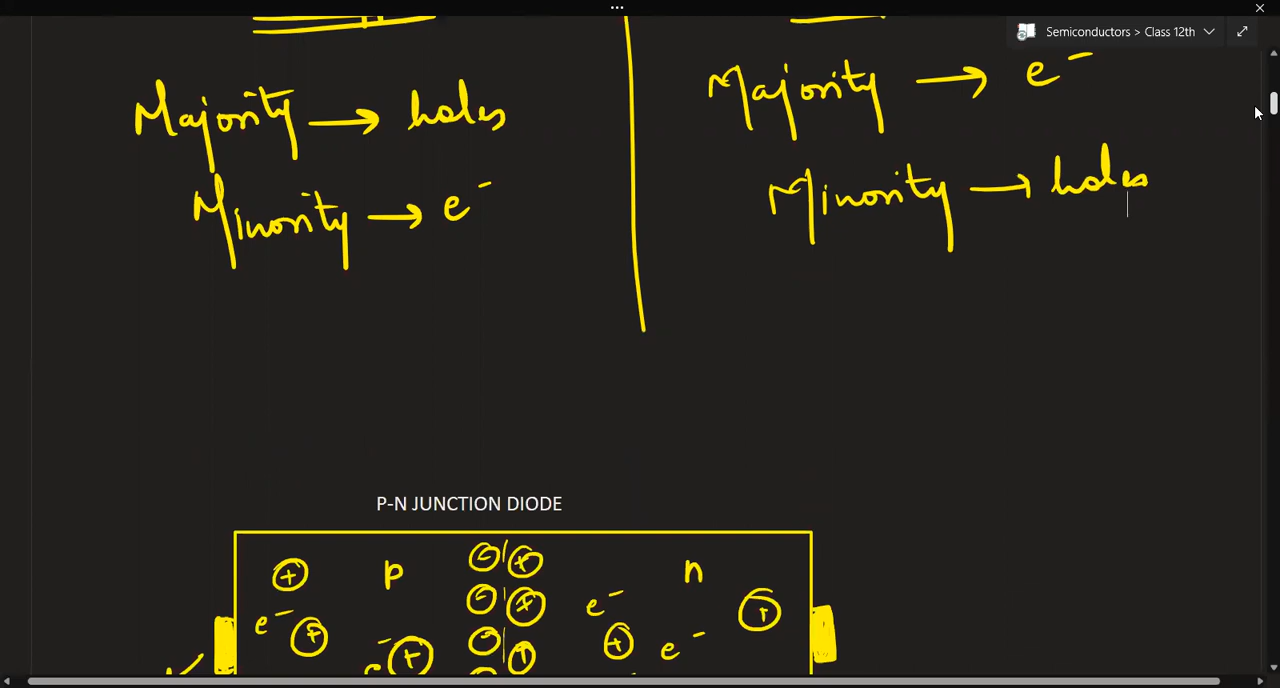 Semiconductors > Class 12th
Majority → holes
Minority → e⁻
Majority → e⁻
Minority → holes
P-N JUNCTION DIODE
+ p - + n
e⁻ + - + e⁻ +
- + - + + e⁻